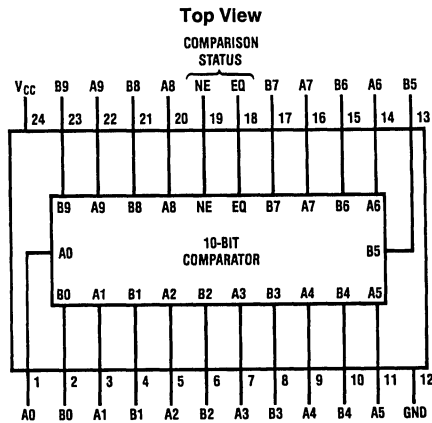 Top View
COMPARISON
STATUS
VCC B9 A9 B8 A8 NE EQ B7 A7 B6 A6 B5
24 23 22 21 20 19 18 17 16 15 14 13
B9 A9 B8 A8 NE EQ B7 A7 B6 A6
A0 10-BIT B5
COMPARATOR
B0 A1 B1 A2 B2 A3 B3 A4 B4 A5
1 2 3 4 5 6 7 8 9 10 11 12
A0 B0 A1 B1 A2 B2 A3 B3 A4 B4 A5 GND